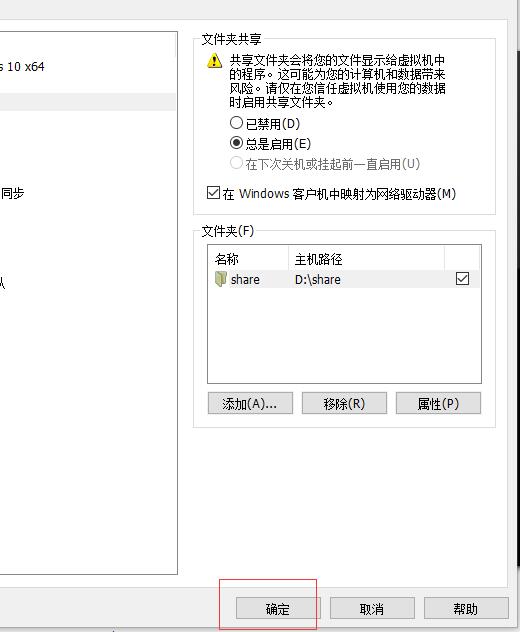 s 10 x64
同步
文件夹共享
共享文件夹会将您的文件显示给虚拟机中
的程序。这可能为您的计算机和数据带来
风险。请仅在您信任虚拟机使用您的数据
时启用共享文件夹。
已禁用(D)
总是启用(E)
在下次关机或挂起前一直启用(U)
在 Windows 客户机中映射为网络驱动器(M)
文件夹(F)
名称 主机路径
share D:\share
添加(A)... 移除(R) 属性(P)
确定 取消 帮助